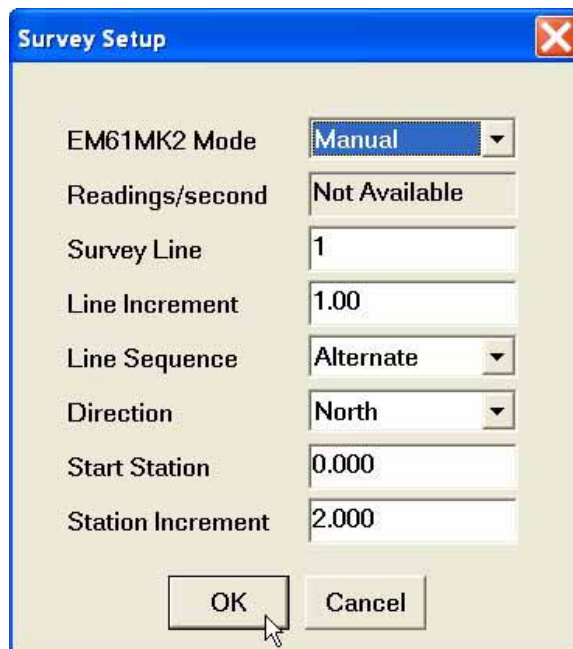 Survey Setup
EM61MK2 Mode Manual
Readings/second Not Available
Survey Line 1
Line Increment 1.00
Line Sequence Alternate
Direction North
Start Station 0.000
Station Increment 2.000
OK Cancel